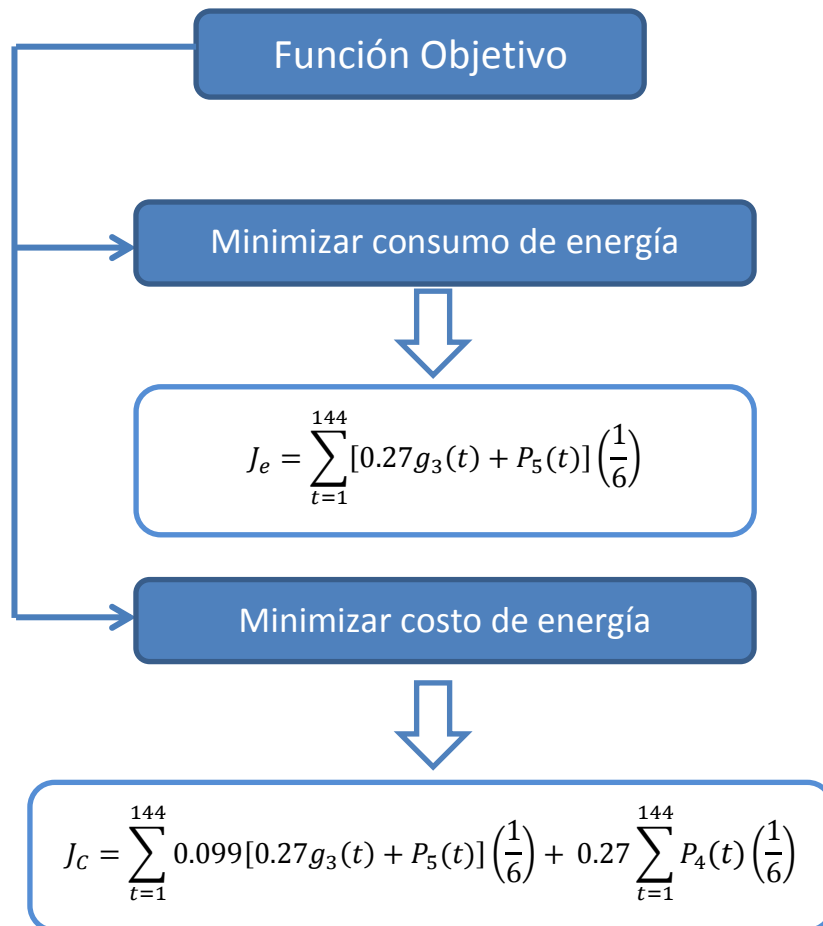 Función Objetivo
Minimizar consumo de energía
$J_e = \sum_{t=1}^{144} [0.27g_3(t) + P_5(t)] \left(\frac{1}{6}\right)$
Minimizar costo de energía
$J_C = \sum_{t=1}^{144} 0.099[0.27g_3(t) + P_5(t)] \left(\frac{1}{6}\right) + 0.27 \sum_{t=1}^{144} P_4(t) \left(\frac{1}{6}\right)$